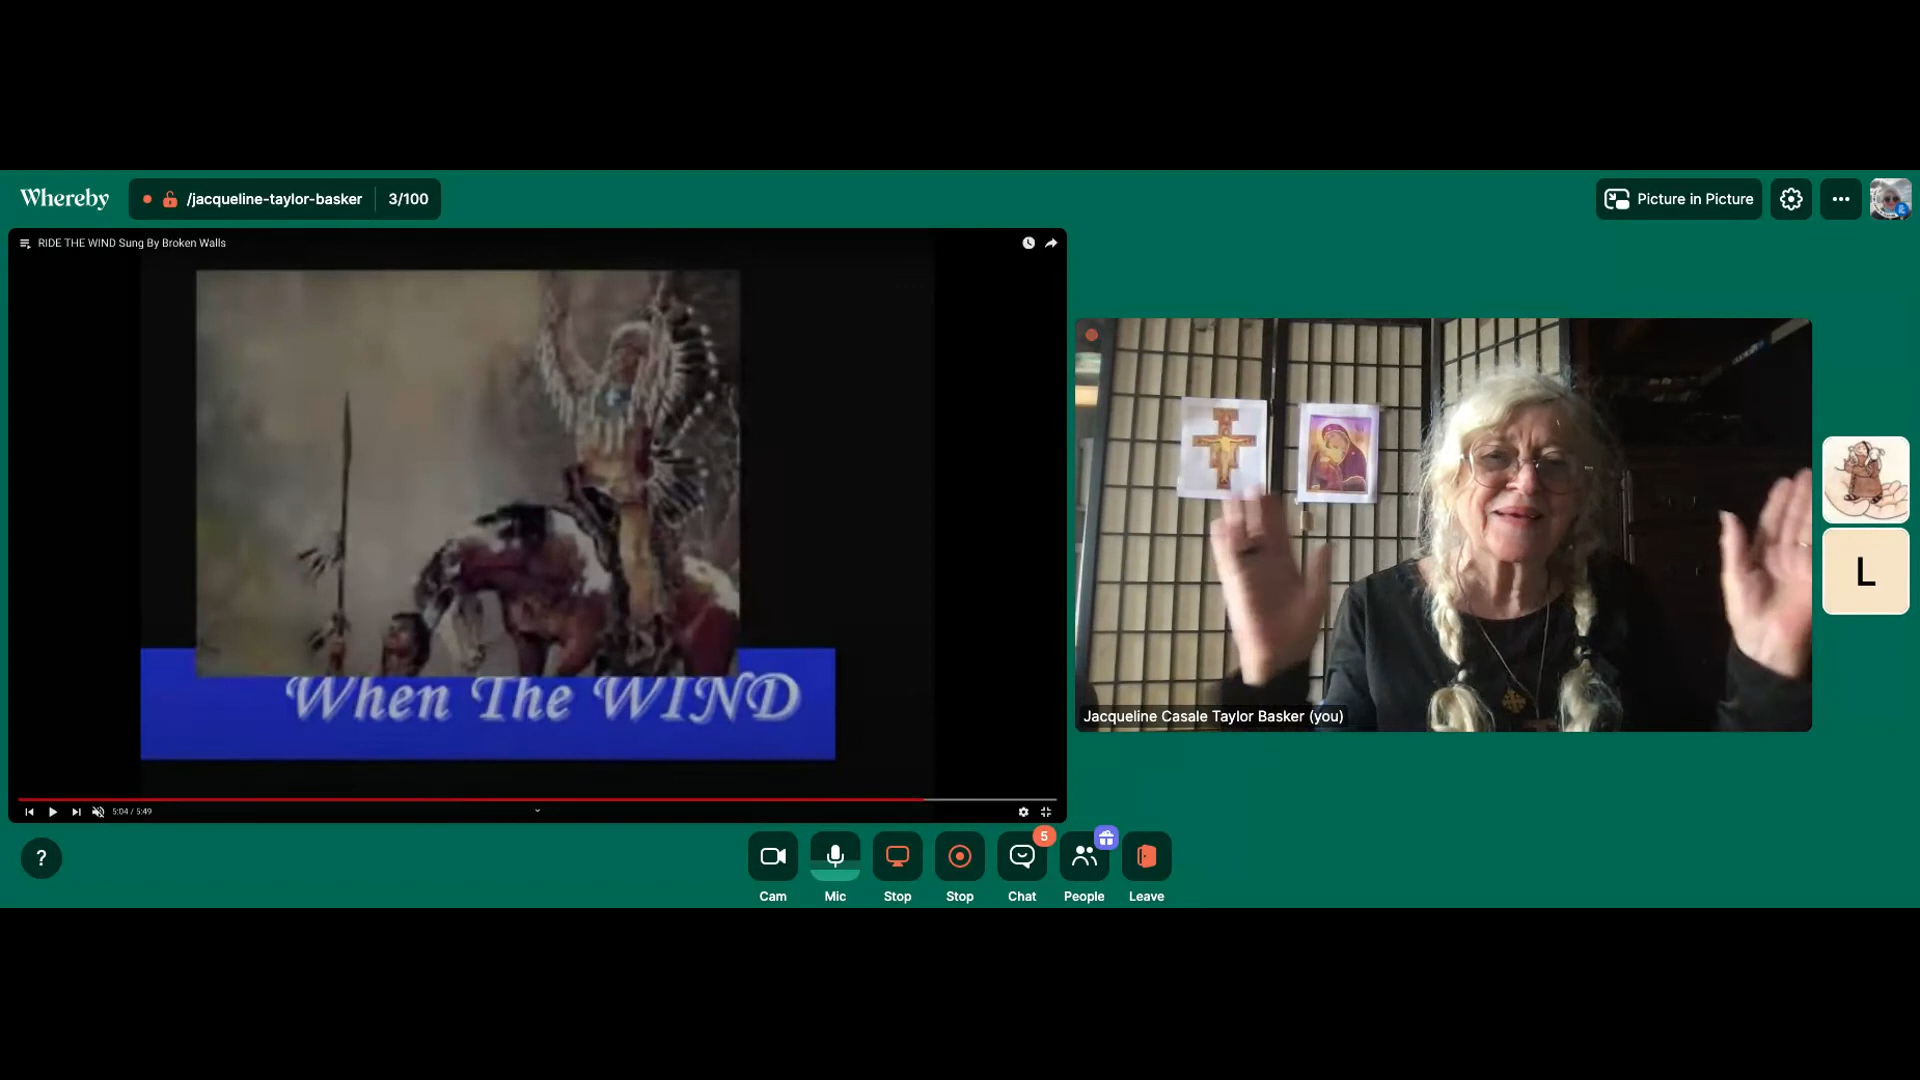 Whereby
/jacqueline-taylor-basker
3/100
Picture in Picture
RIDE THE WIND Sung By Broken Walls
When The WIND
5:04 / 5:49
Jacqueline Casale Taylor Basker (you)
L
?
5
Cam
Mic
Stop
Stop
Chat
People
Leave